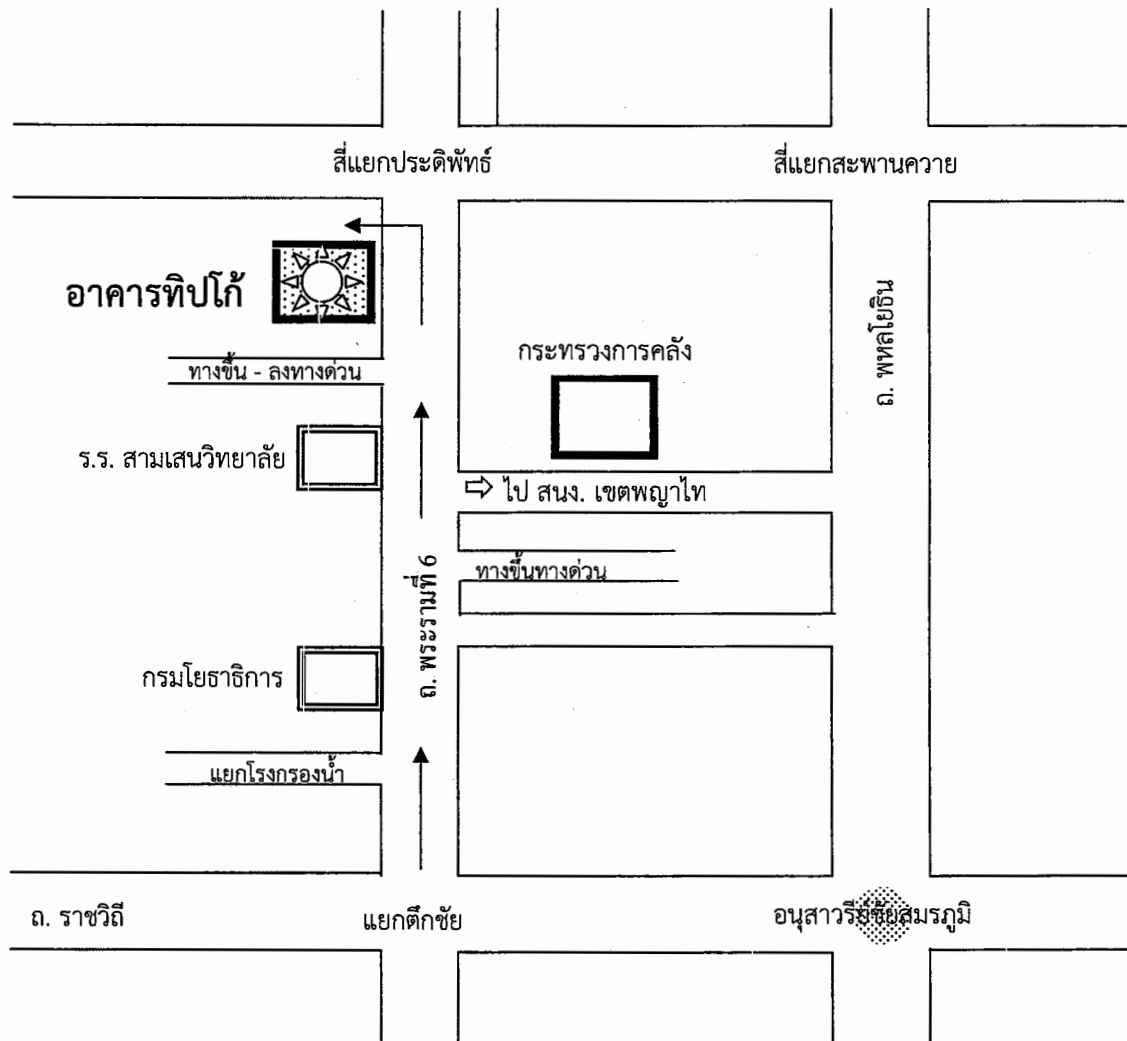 สี่แยกประดิพัทธ์
สี่แยกสะพานควาย
อาคารทิปโก้
ถ. พหลโยธิน
กระทรวงการคลัง
ทางขึ้น - ลงทางด่วน
ร.ร. สามเสนวิทยาลัย
ไป สนง. เขตพญาไท
ทางขึ้นทางด่วน
ถ. พระรามที่ 6
กรมโยธาธิการ
แยกโรงกรองน้ำ
ถ. ราชวิถี
แยกตึกชัย
อนุสาวรีย์ชัยสมรภูมิ